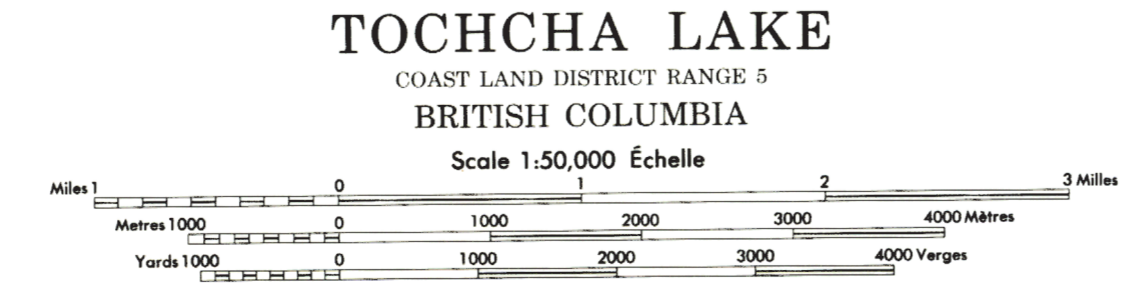 TOCHCHA LAKE
COAST LAND DISTRICT RANGE 5
BRITISH COLUMBIA
Scale 1:50,000 Échelle
Miles 1 0 1 2 3 Milles
Metres 1000 0 1000 2000 3000 4000 Mètres
Yards 1000 0 1000 2000 3000 4000 Verges